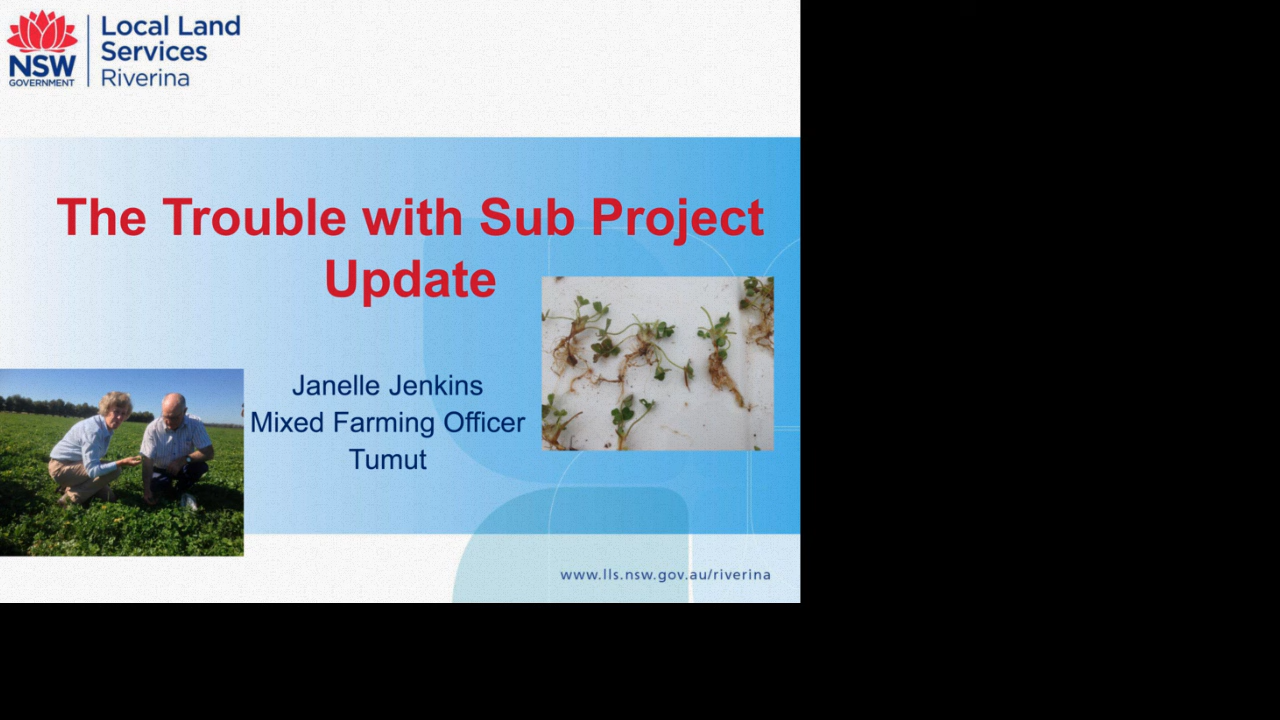 Local Land
Services
Riverina
NSW
GOVERNMENT
The Trouble with Sub Project
Update
Janelle Jenkins
Mixed Farming Officer
Tumut
www.lls.nsw.gov.au/riverina